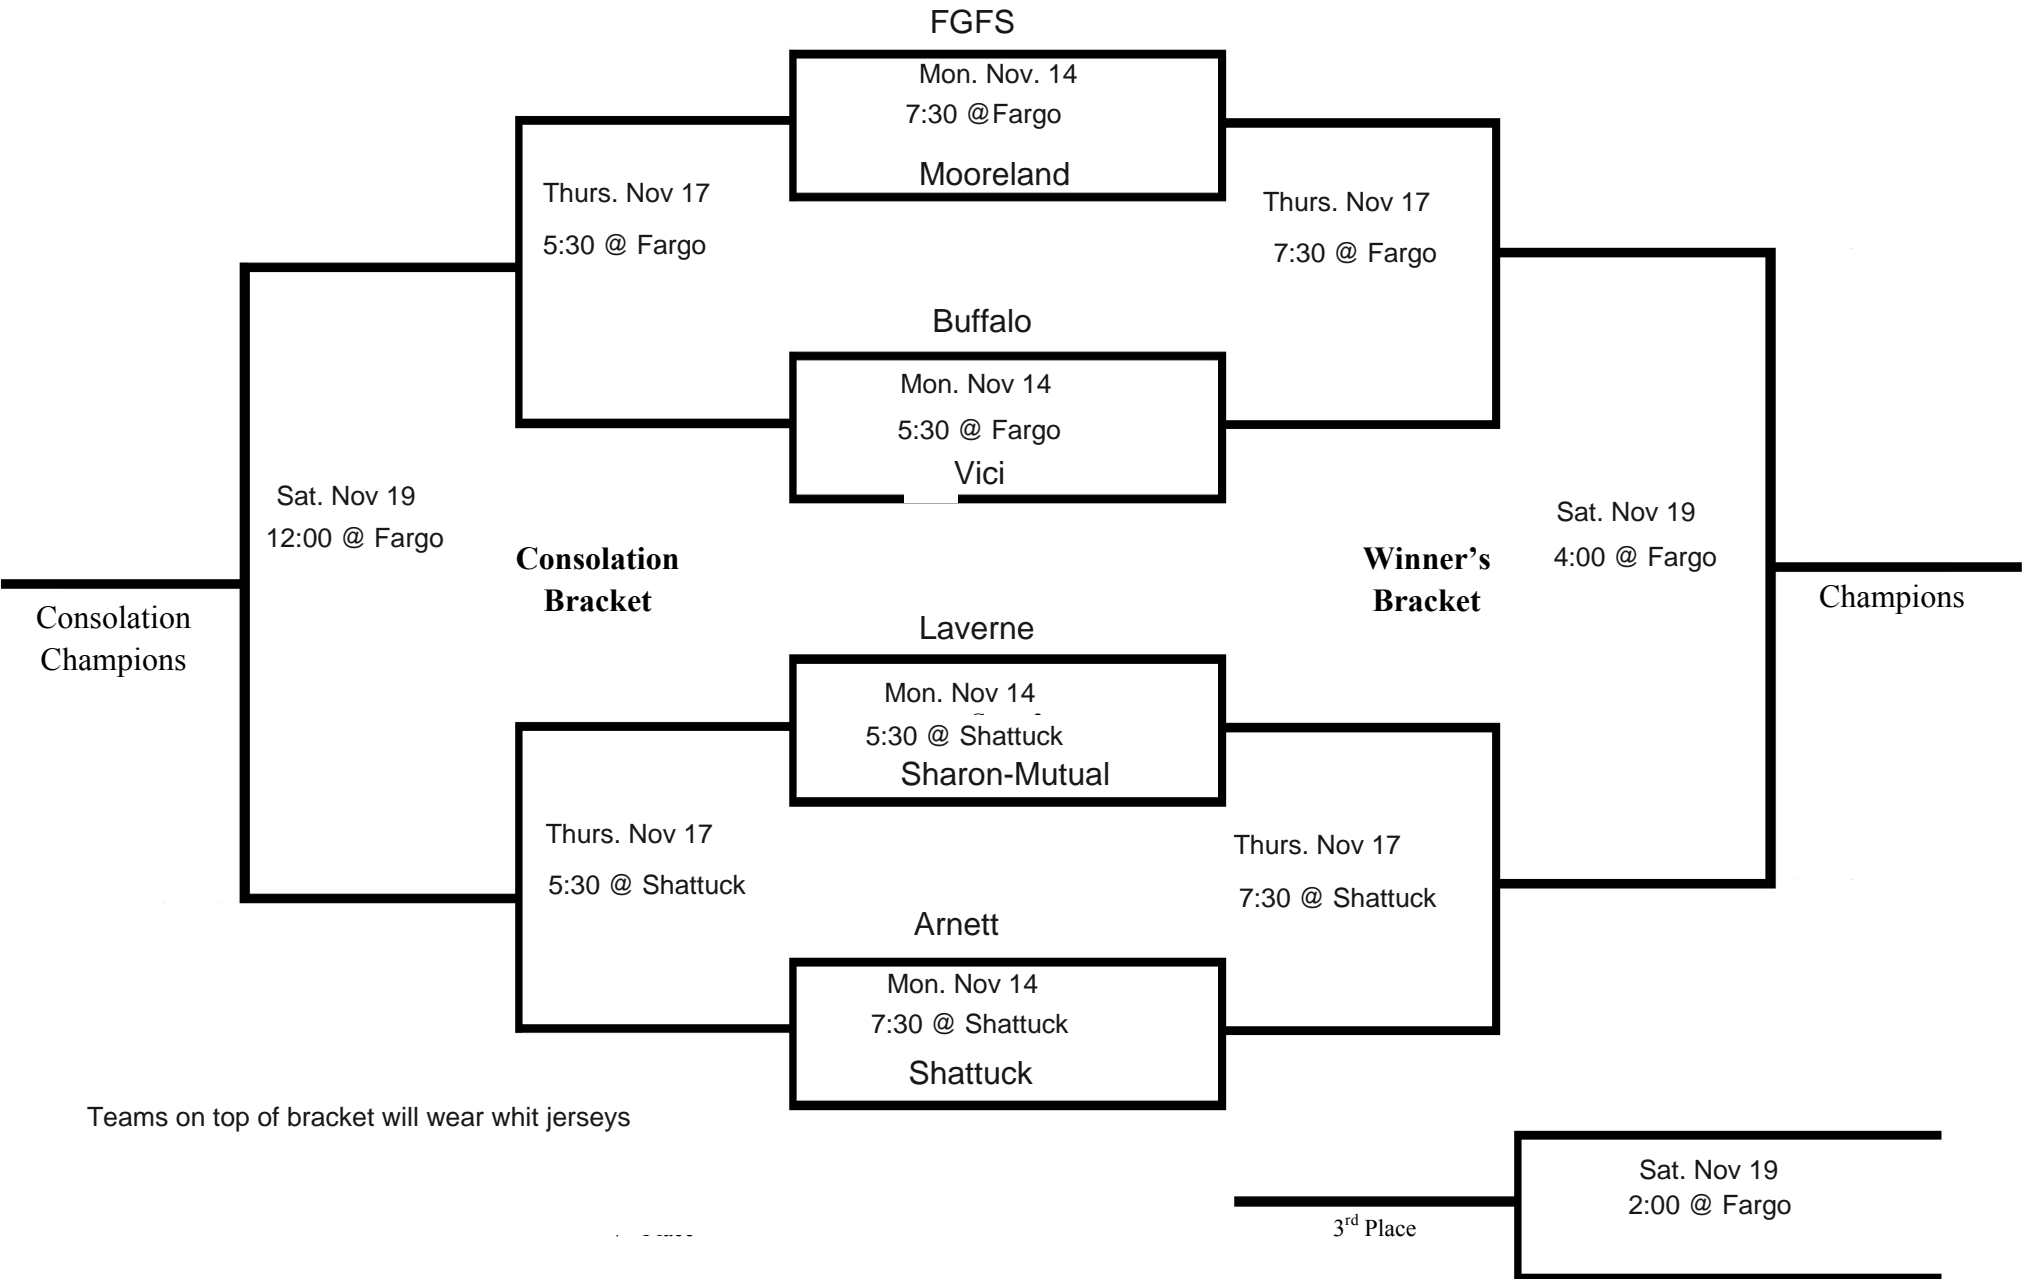 FGFS
Mon. Nov. 14
7:30 @Fargo
Mooreland
Thurs. Nov 17
5:30 @ Fargo
Thurs. Nov 17
7:30 @ Fargo
Buffalo
Mon. Nov 14
5:30 @ Fargo
Vici
Sat. Nov 19
12:00 @ Fargo
Consolation
Bracket
Winner’s
Bracket
Sat. Nov 19
4:00 @ Fargo
Consolation
Champions
Champions
Laverne
Mon. Nov 14
5:30 @ Shattuck
Sharon-Mutual
Thurs. Nov 17
5:30 @ Shattuck
Thurs. Nov 17
7:30 @ Shattuck
Arnett
Mon. Nov 14
7:30 @ Shattuck
Shattuck
Teams on top of bracket will wear whit jerseys
Sat. Nov 19
2:00 @ Fargo
3rd Place